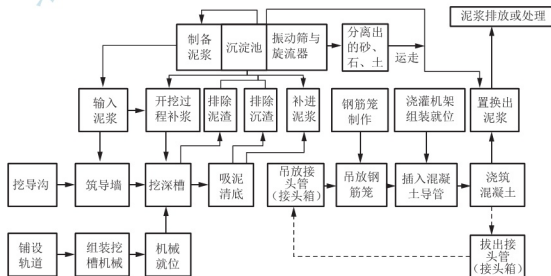 泥浆排放或处理
制备
泥浆
沉淀池
振动筛与
旋流器
分离出
的砂、
石、土
运走
输入
泥浆
开挖过
程补浆
排除
泥渣
排除
沉渣
补进
泥浆
钢筋笼
制作
浇灌机架
组装就位
置换出
泥浆
挖导沟
筑导墙
挖深槽
吸泥
清底
吊放接
头管
(接头箱)
吊放钢
筋笼
插入混凝
土导管
浇筑
混凝土
铺设
轨道
组装挖
槽机械
机械
就位
拔出接
头管
(接头箱)